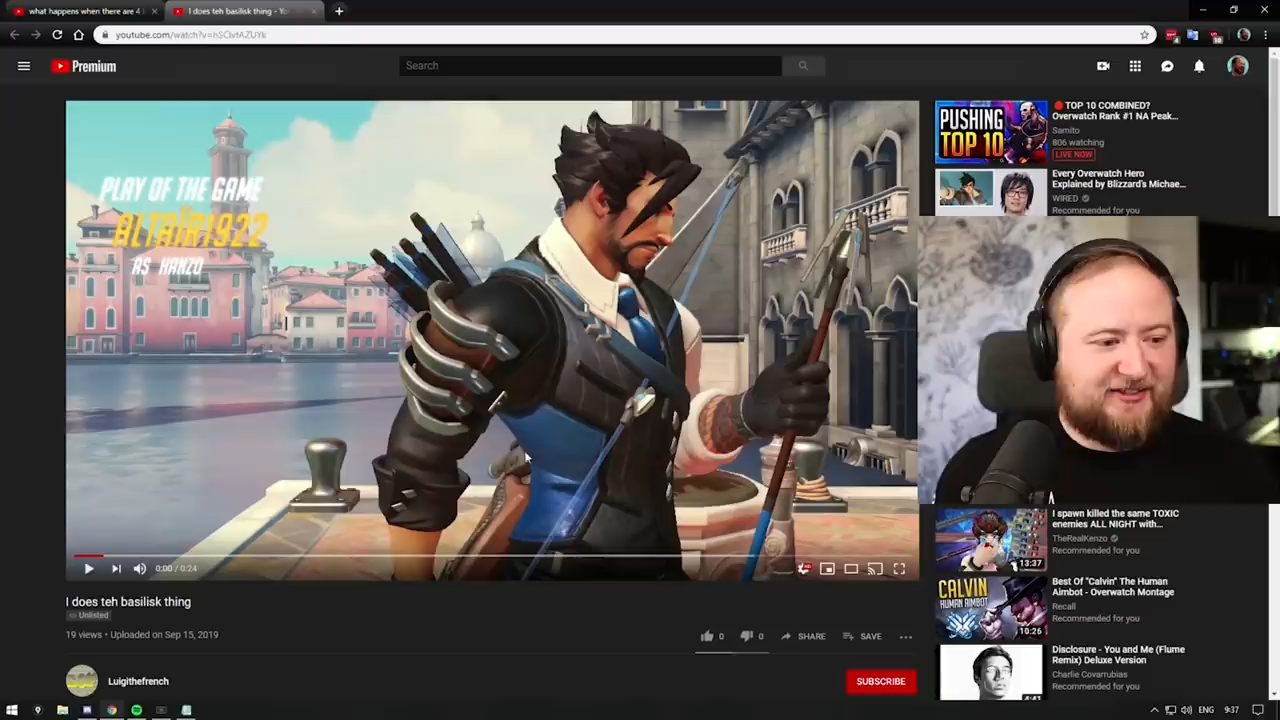 what happens when there are 4
I does teh basilisk thing - Yo
youtube.com/watch?v=hSClvfAZUYk
Premium
Search
PLAY OF THE GAME
ALTAÏR1922
AS HANZO
PUSHING
TOP 10
TOP 10 COMBINED?
Overwatch Rank #1 NA Peak...
Samito
806 watching
LIVE NOW
Every Overwatch Hero
Explained by Blizzard's Michae...
WIRED
Recommended for you
I spawn killed the same TOXIC
enemies ALL NIGHT with...
TheRealKenzo
Recommended for you
13:37
CALVIN
HUMAN AIMBOT
10:26
Best Of "Calvin" The Human
Aimbot - Overwatch Montage
Recall
Recommended for you
Disclosure - You and Me (Flume
Remix) Deluxe Version
Charlie Covarrubias
Recommended for you
4:41
0:00 / 0:24
I does teh basilisk thing
Unlisted
19 views • Uploaded on Sep 15, 2019
0
0
SHARE
SAVE
Luigithefrench
SUBSCRIBE
ENG
9:37